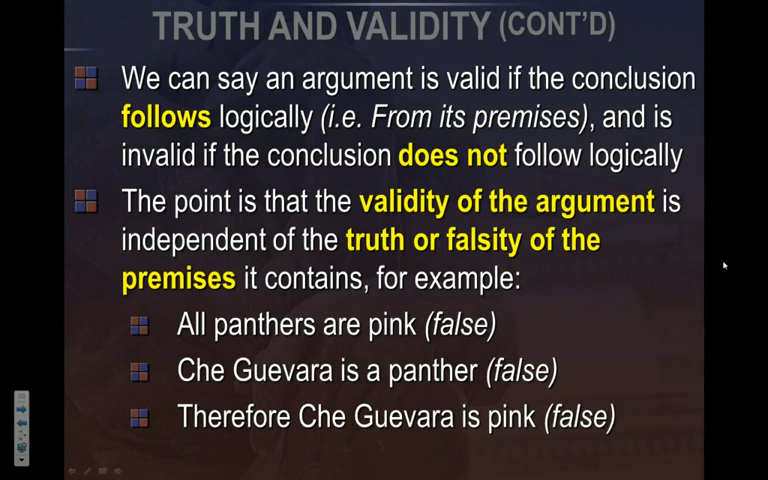 TRUTH AND VALIDITY (CONT'D)
We can say an argument is valid if the conclusion
follows logically (i.e. From its premises), and is
invalid if the conclusion does not follow logically
The point is that the validity of the argument is
independent of the truth or falsity of the
premises it contains, for example:
All panthers are pink (false)
Che Guevara is a panther (false)
Therefore Che Guevara is pink (false)